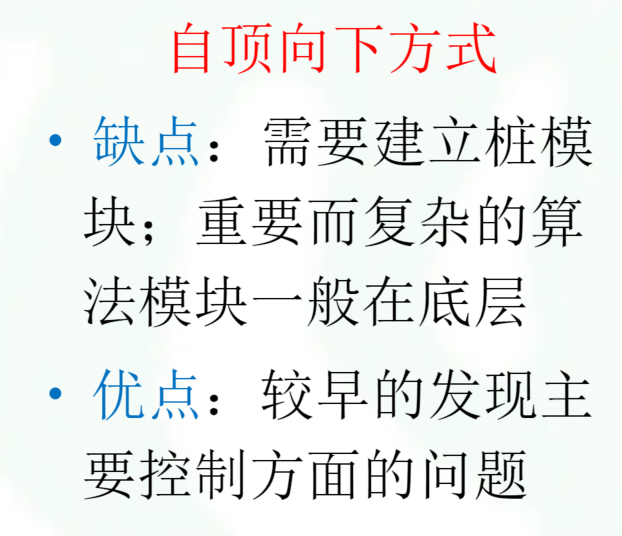 自顶向下方式
• 缺点：需要建立桩模
块；重要而复杂的算
法模块一般在底层
• 优点：较早的发现主
要控制方面的问题